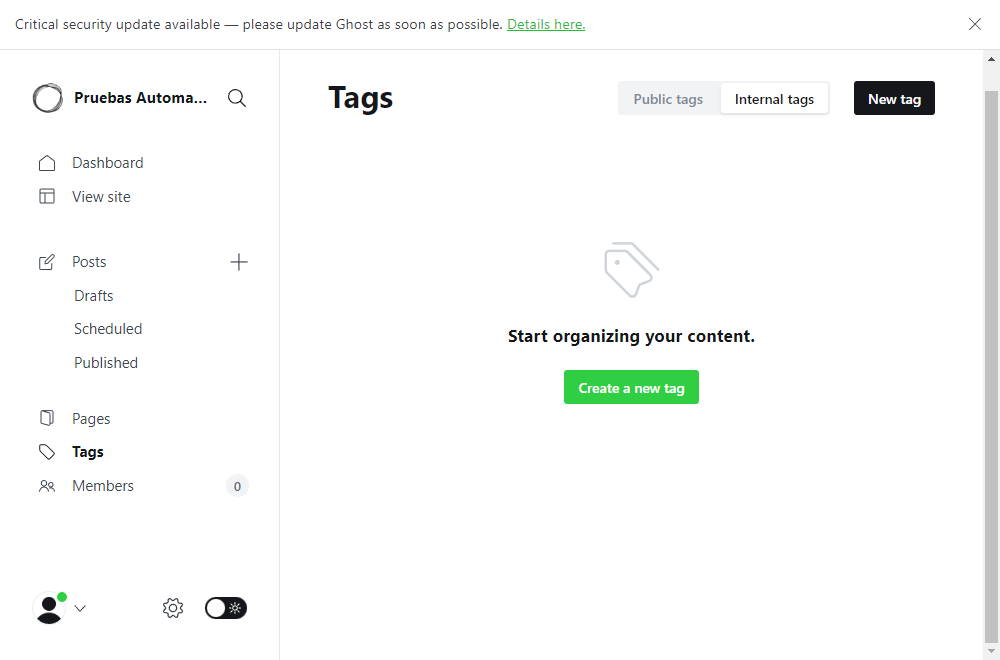 Critical security update available — please update Ghost as soon as possible. Details here.
Pruebas Automa...
Dashboard
View site
Posts
Drafts
Scheduled
Published
Pages
Tags
Members 0
Tags
Public tags Internal tags New tag
Start organizing your content.
Create a new tag